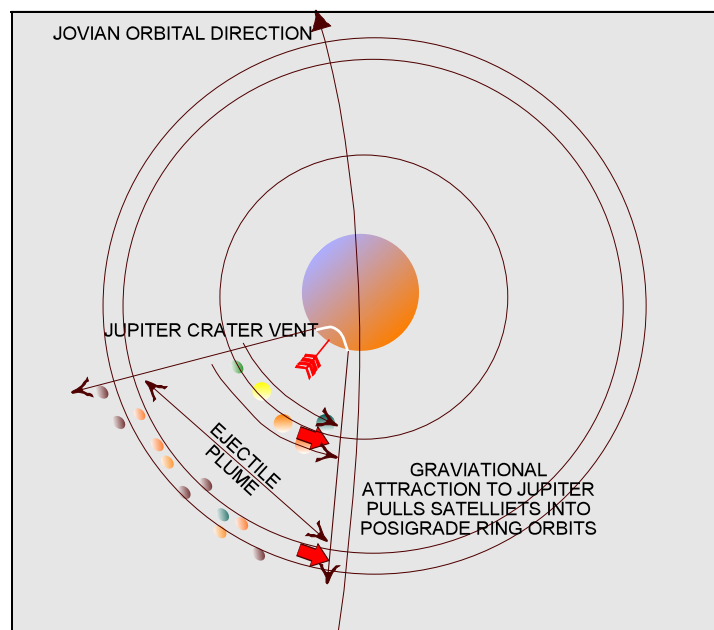 JOVIAN ORBITAL DIRECTION
JUPITER CRATER VENT
EJECTILE
PLUME
GRAVIATIONAL
ATTRACTION TO JUPITER
PULLS SATELLIETS INTO
POSIGRADE RING ORBITS